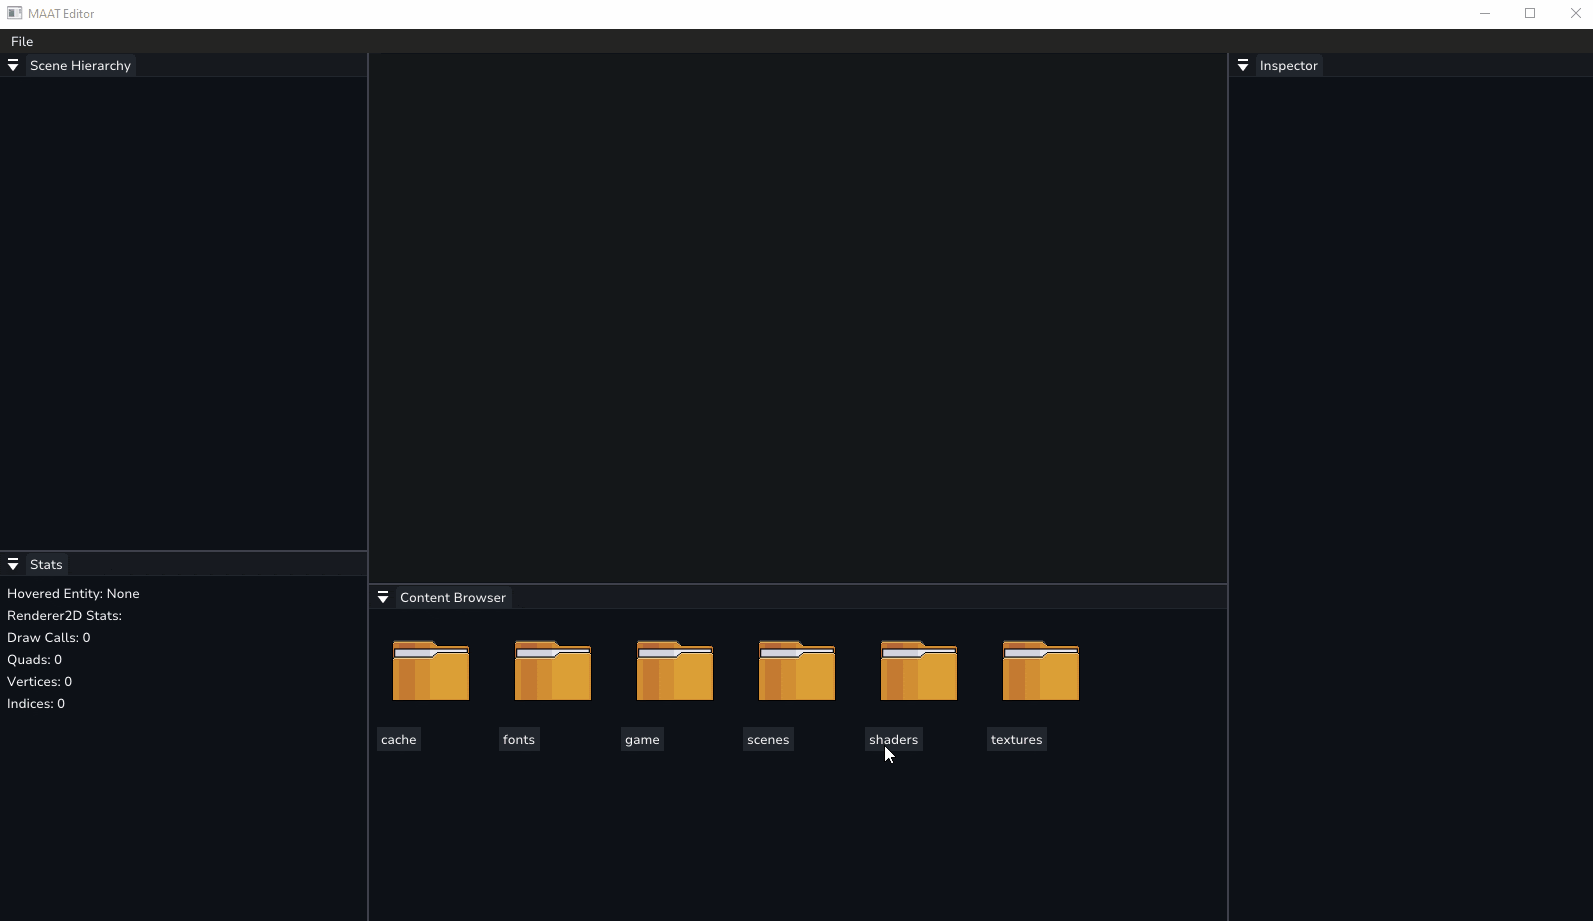 MAAT Editor
File
Scene Hierarchy
Inspector
Stats
Hovered Entity: None
Renderer2D Stats:
Draw Calls: 0
Quads: 0
Vertices: 0
Indices: 0
Content Browser
cache
fonts
game
scenes
shaders
textures